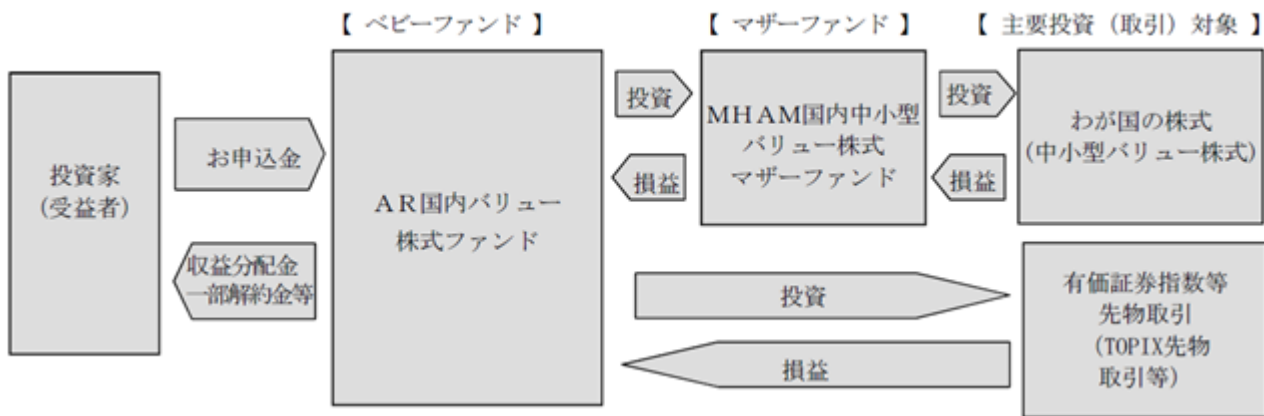 【 ベビーファンド 】
【 マザーファンド 】
【 主要投資（取引）対象 】
投資家
(受益者)
お申込金
収益分配金
一部解約金等
ＡＲ国内バリュー
株式ファンド
投資
損益
ＭＨＡＭ国内中小型
バリュー株式
マザーファンド
投資
損益
わが国の株式
(中小型バリュー株式)
投資
損益
有価証券指数等
先物取引
(TOPIX先物
取引等)